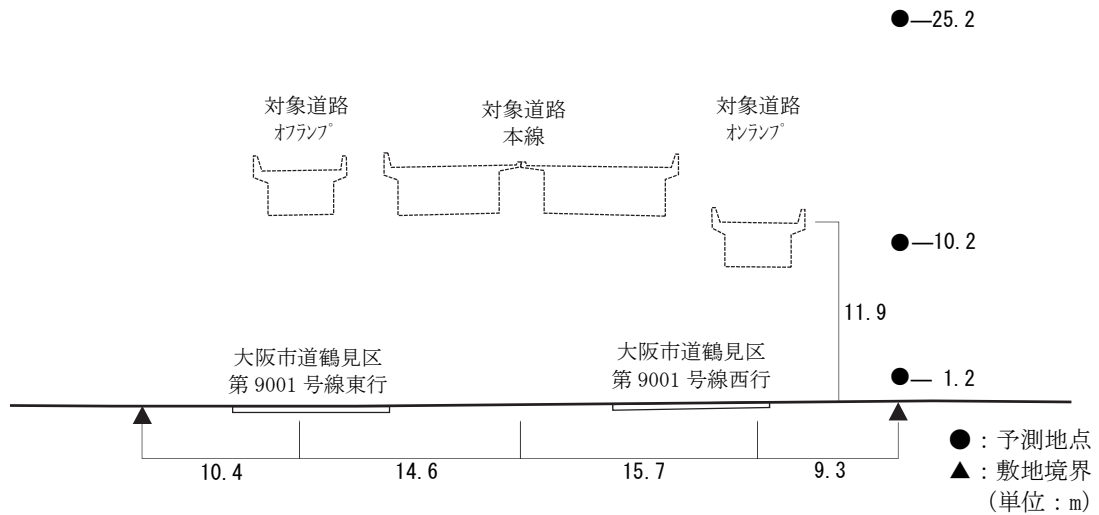 ●—25.2
対象道路
オフランプ
対象道路
本線
対象道路
オンランプ
●—10.2
11.9
大阪市道鶴見区
第9001号線東行
大阪市道鶴見区
第9001号線西行
●— 1.2
10.4
14.6
15.7
9.3
●：予測地点
▲：敷地境界
(単位：m)